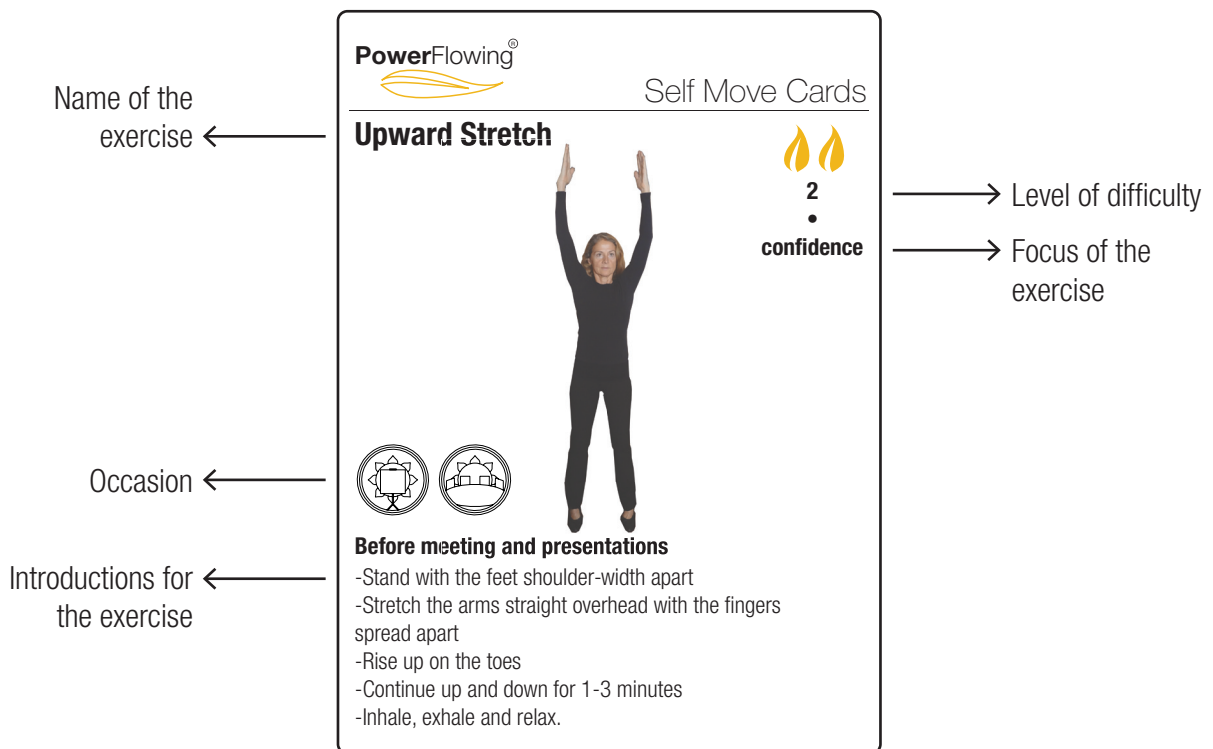 PowerFlowing®
Self Move Cards
Name of the
exercise
Upward Stretch
2
•
confidence
Level of difficulty
Focus of the
exercise
Occasion
Before meeting and presentations
Introductions for
the exercise
-Stand with the feet shoulder-width apart
-Stretch the arms straight overhead with the fingers
spread apart
-Rise up on the toes
-Continue up and down for 1-3 minutes
-Inhale, exhale and relax.